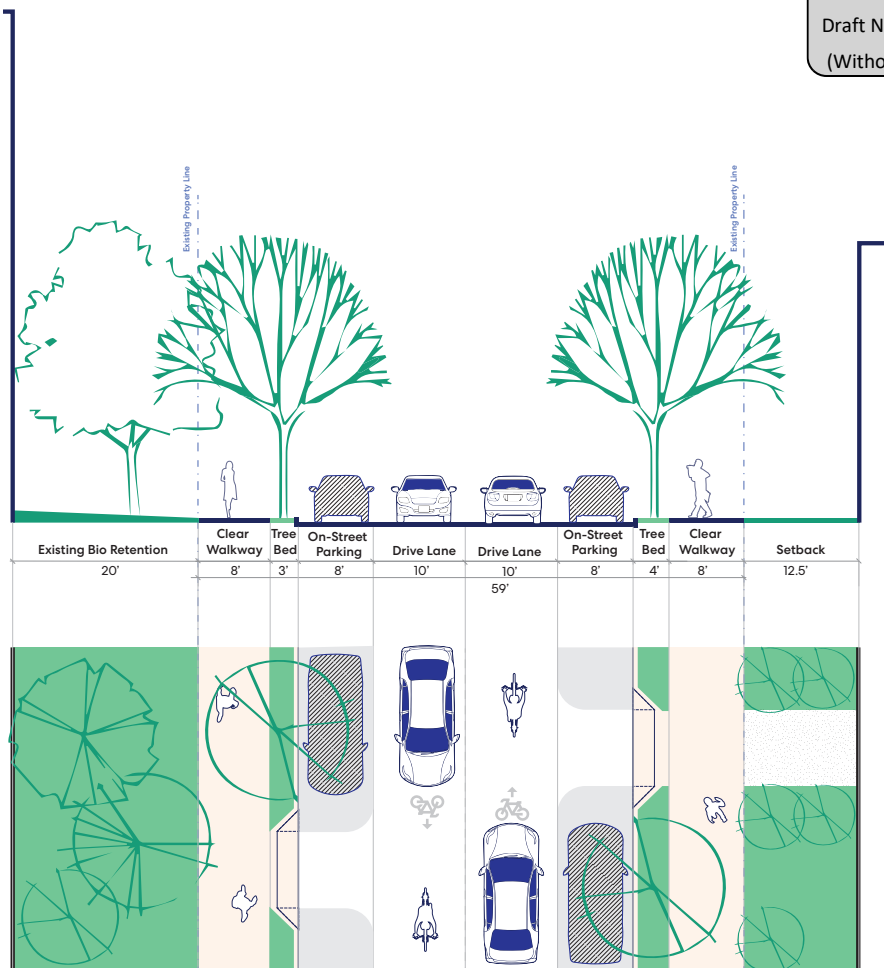 Draft N
(Witho
Existing Property Line
Existing Property Line
Existing Bio Retention
Clear
Walkway
Tree
Bed
On-Street
Parking
Drive Lane
Drive Lane
On-Street
Parking
Tree
Bed
Clear
Walkway
Setback
20’
8’
3’
8’
10’
10’
8’
4’
8’
12.5’
59’